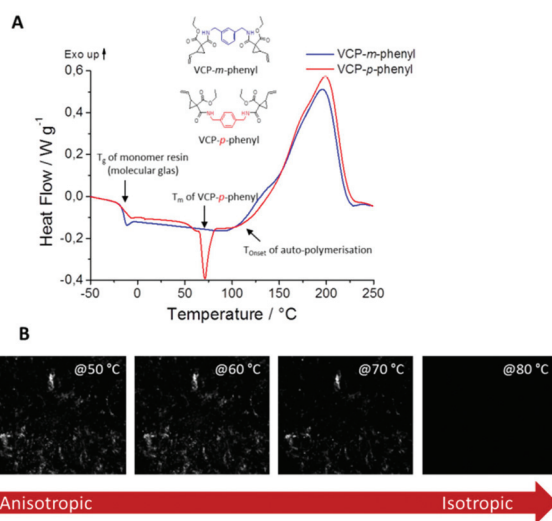 A
Exo up
VCP-m-phenyl
VCP-p-phenyl
VCP-m-phenyl
VCP-p-phenyl
Tg of monomer resin
(molecular glas)
Tm of VCP-p-phenyl
TOnset of auto-polymerisation
Heat Flow / W g-1
0,6
0,4
0,2
0,0
-0,2
-0,4
-50
0
50
100
150
200
250
Temperature / °C
B
@50 °C
@60 °C
@70 °C
@80 °C
Anisotropic
Isotropic